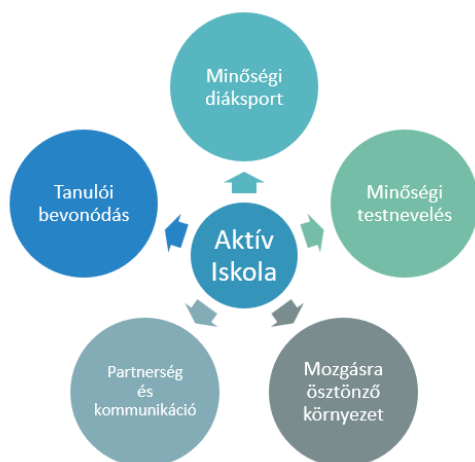 Minőségi
diáksport
Tanulói
bevonódás
Minőségi
testnevelés
Aktív
Iskola
Partnerség
és
kommunikáció
Mozgásra
ösztönző
környezet